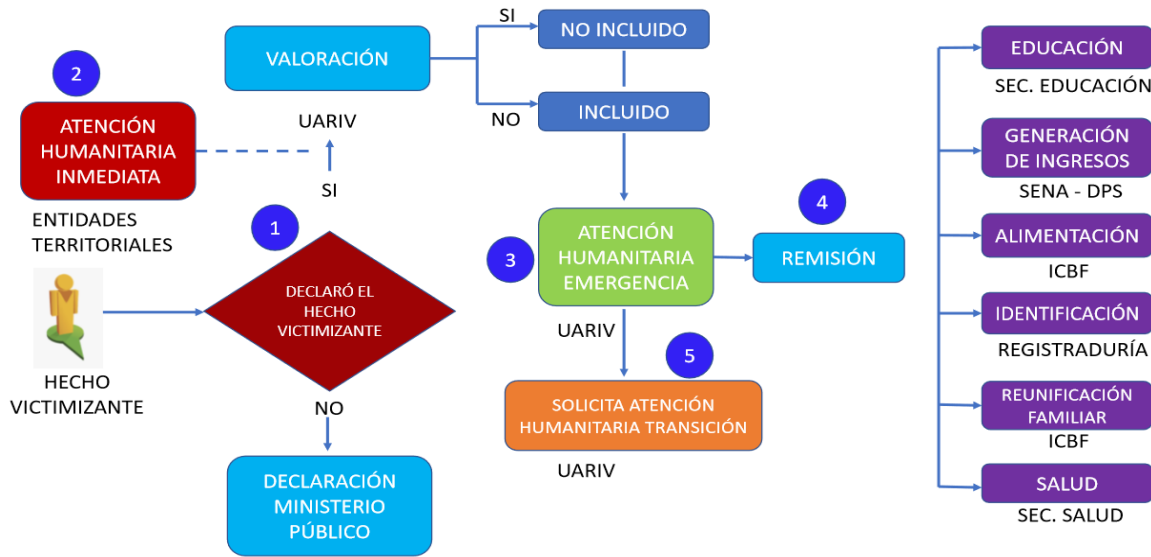 SI
NO INCLUIDO
VALORACIÓN
NO
INCLUIDO
2
ATENCIÓN
HUMANITARIA
INMEDIATA
ENTIDADES
TERRITORIALES
UARIV
SI
1
DECLARÓ EL
HECHO
VICTIMIZANTE
HECHO
VICTIMIZANTE
NO
DECLARACIÓN
MINISTERIO
PÚBLICO
3
ATENCIÓN
HUMANITARIA
EMERGENCIA
UARIV
4
REMISIÓN
5
SOLICITA ATENCIÓN
HUMANITARIA TRANSICIÓN
UARIV
EDUCACIÓN
SEC. EDUCACIÓN
GENERACIÓN
DE INGRESOS
SENA - DPS
ALIMENTACIÓN
ICBF
IDENTIFICACIÓN
REGISTRADURÍA
REUNIFICACIÓN
FAMILIAR
ICBF
SALUD
SEC. SALUD